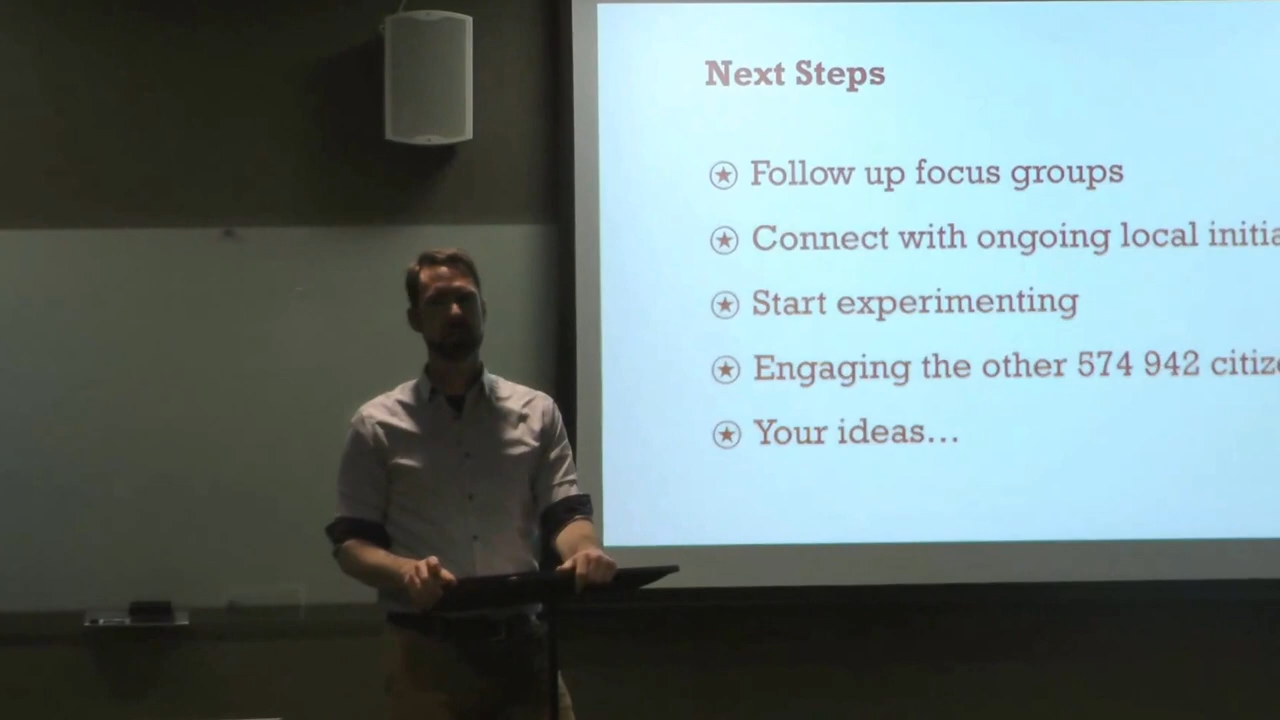 Next Steps
Follow up focus groups
Connect with ongoing local initia
Start experimenting
Engaging the other 574 942 citiz
Your ideas…